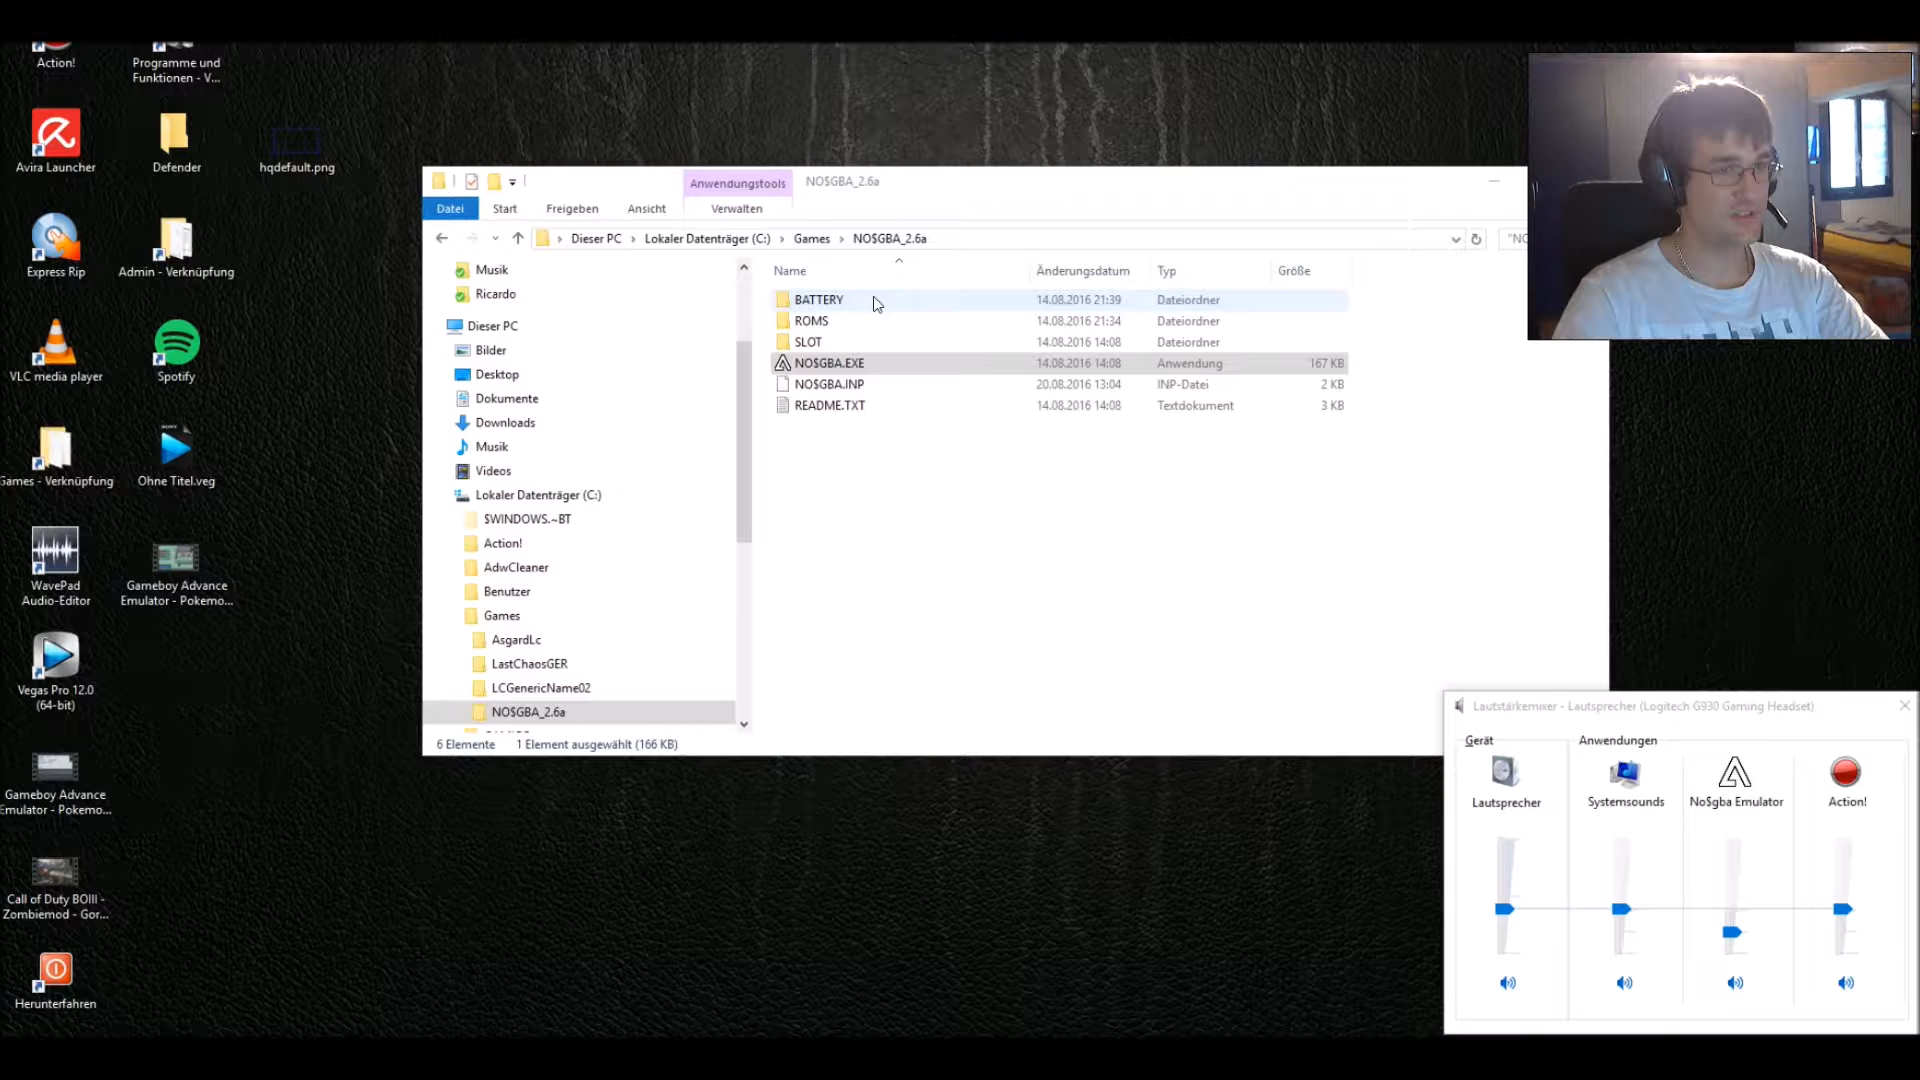 Action!
Programme und
Funktionen - V...
Avira Launcher
Defender
hqdefault.png
Express Rip
Admin - Verknüpfung
VLC media player
Spotify
Games - Verknüpfung
Ohne Titel.veg
WavePad
Audio-Editor
Gameboy Advance
Emulator - Pokemo...
Vegas Pro 12.0
(64-bit)
Gameboy Advance
Emulator - Pokemo...
Call of Duty BOIII -
Zombiemod - Gor...
Herunterfahren
Anwendungstools
NO$GBA_2.6a
Datei
Start
Freigeben
Ansicht
Verwalten
Dieser PC
Lokaler Datenträger (C:)
Games
NO$GBA_2.6a
"NO
Musik
Ricardo
Dieser PC
Bilder
Desktop
Dokumente
Downloads
Musik
Videos
Lokaler Datenträger (C:)
$WINDOWS.~BT
Action!
AdwCleaner
Benutzer
Games
AsgardLc
LastChaosGER
LCGenericName02
NO$GBA_2.6a
Name Änderungsdatum Typ Größe
BATTERY 14.08.2016 21:39 Dateiordner
ROMS 14.08.2016 21:34 Dateiordner
SLOT 14.08.2016 14:08 Dateiordner
NO$GBA.EXE 14.08.2016 14:08 Anwendung 167 KB
NO$GBA.INP 20.08.2016 13:04 INP-Datei 2 KB
README.TXT 14.08.2016 14:08 Textdokument 3 KB
6 Elemente 1 Element ausgewählt (166 KB)
Lautstärkemixer - Lautsprecher (Logitech G930 Gaming Headset)
Gerät
Anwendungen
Lautsprecher
Systemsounds
No$gba Emulator
Action!